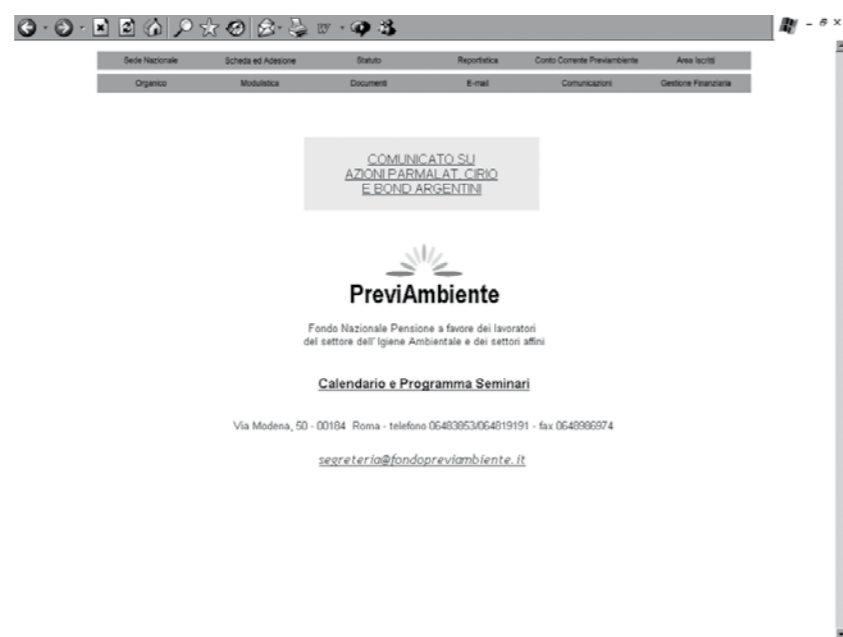 Sede Nazionale Scheda ed Adesione Statuto Reportistica Conto Corrente Previambiente Area Iscritti
Organico Modulistica Documenti E-mail Comunicazioni Gestione Finanziaria
COMUNICATO SU
AZIONI PARMALAT, CIRIO
E BOND ARGENTINI
PreviAmbiente
Fondo Nazionale Pensione a favore dei lavoratori
del settore dell' Igiene Ambientale e dei settori affini
Calendario e Programma Seminari
Via Modena, 50 - 00184 Roma - telefono 06483853/064819191 - fax 0648986974
segreteria@fondopreviambiente.it